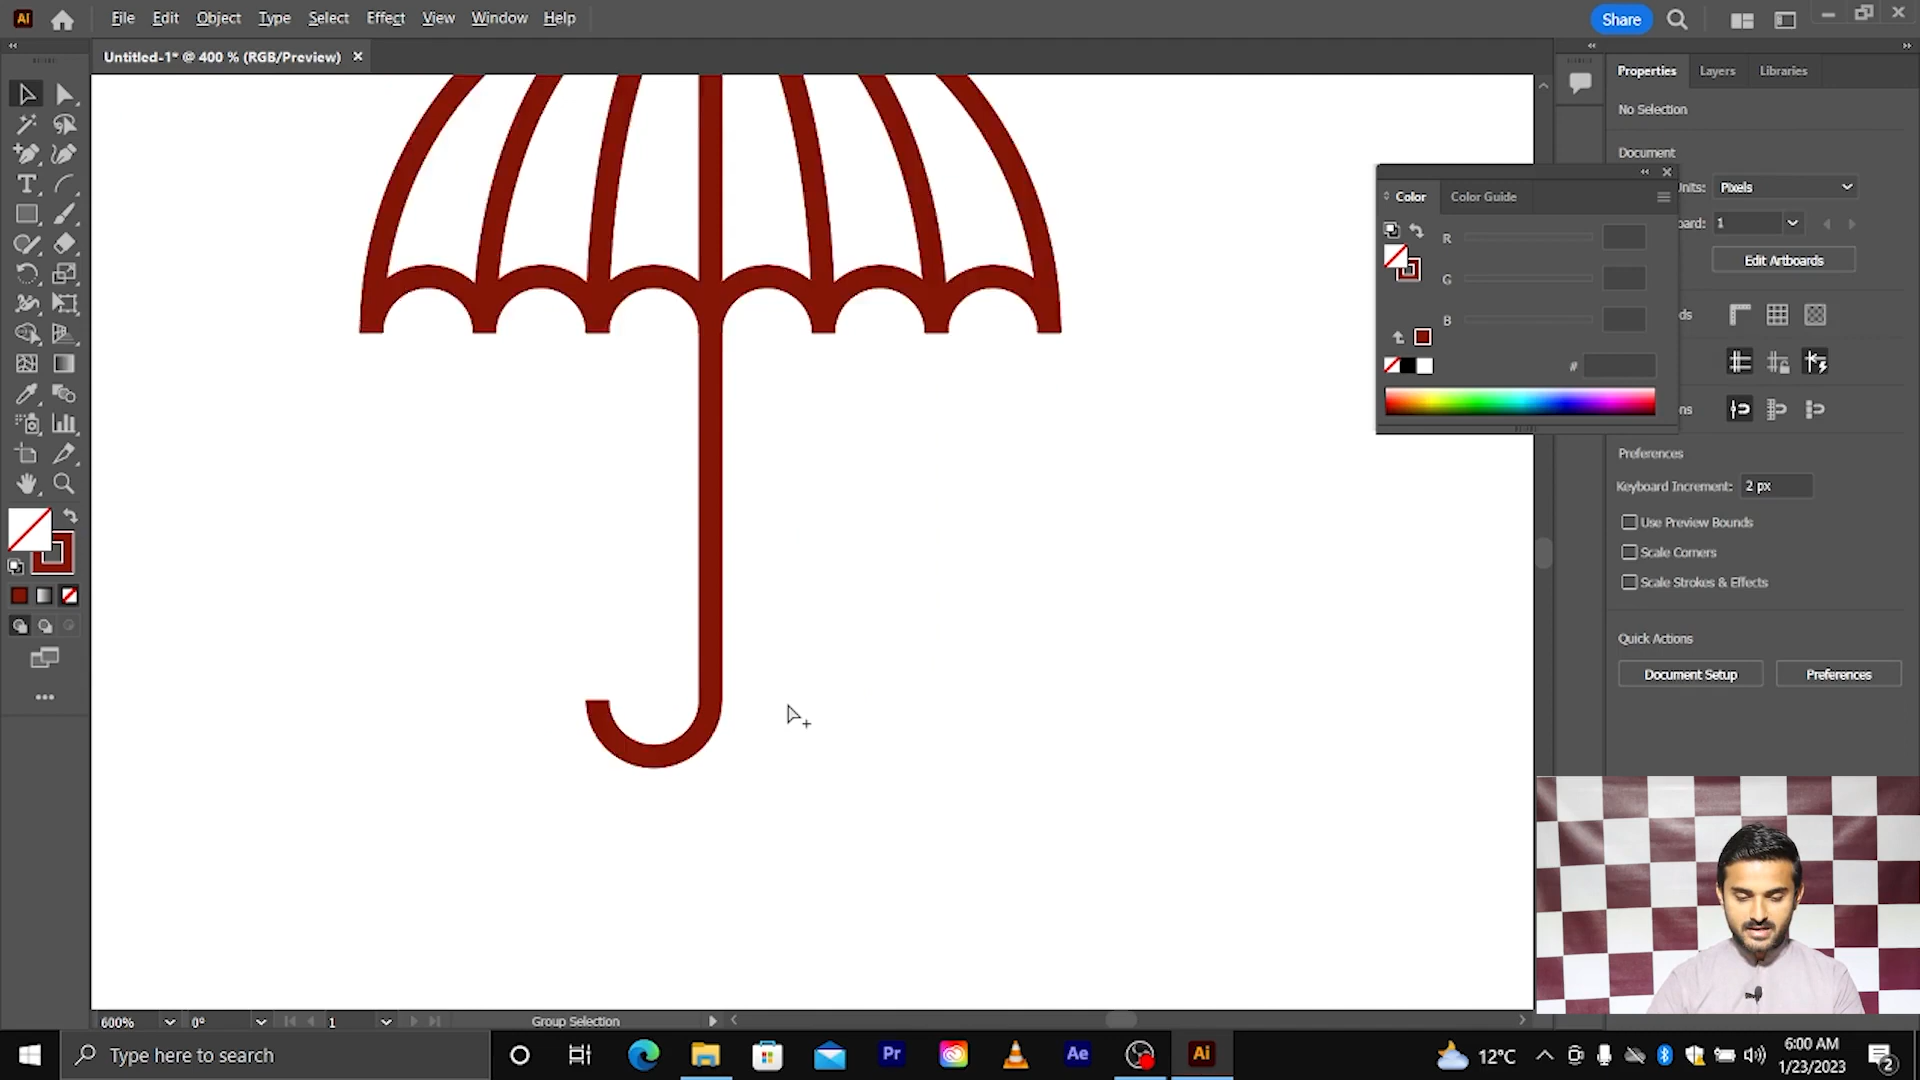 Ai File Edit Object Type Select Effect View Window Help Share
Untitled-1* @ 400 % (RGB/Preview)
Properties Layers Libraries
No Selection
Document
Units: Pixels
Color Color Guide
R
G
B
#
1
Edit Artboards
Preferences
Keyboard Increment: 2 px
Use Preview Bounds
Scale Corners
Scale Strokes & Effects
Quick Actions
Document Setup Preferences
T
600% 0° 1 Group Selection
Type here to search Pr Ae Ai 12°C 6:00 AM
1/23/2023
2